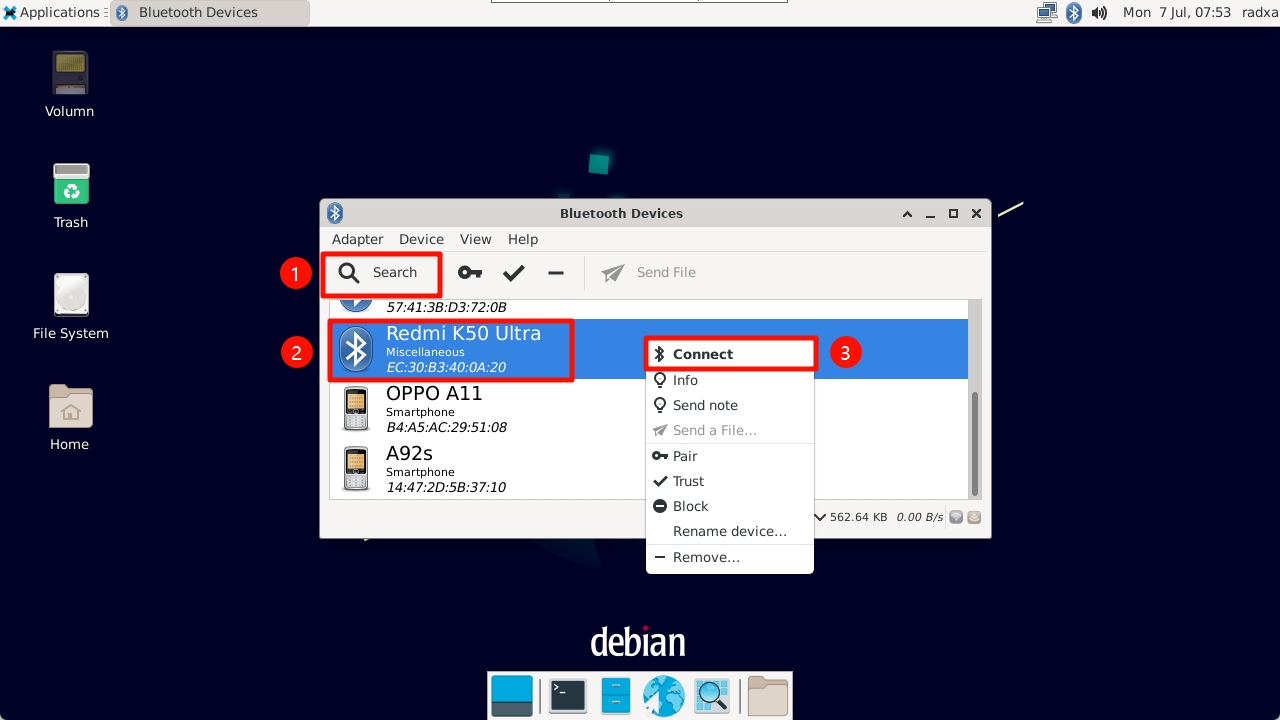 Applications
Bluetooth Devices
Mon 7 Jul, 07:53
radxa
Volumn
Trash
File System
Home
Bluetooth Devices
Adapter Device View Help
1
Search
Send File
57:41:3B:D3:72:0B
2
Redmi K50 Ultra
Miscellaneous
EC:30:B3:40:0A:20
OPPO A11
Smartphone
B4:A5:AC:29:51:08
A92s
Smartphone
14:47:2D:5B:37:10
Connect
3
Info
Send note
Send a File...
Pair
Trust
Block
Rename device...
Remove...
562.64 KB 0.00 B/s
debian
>_